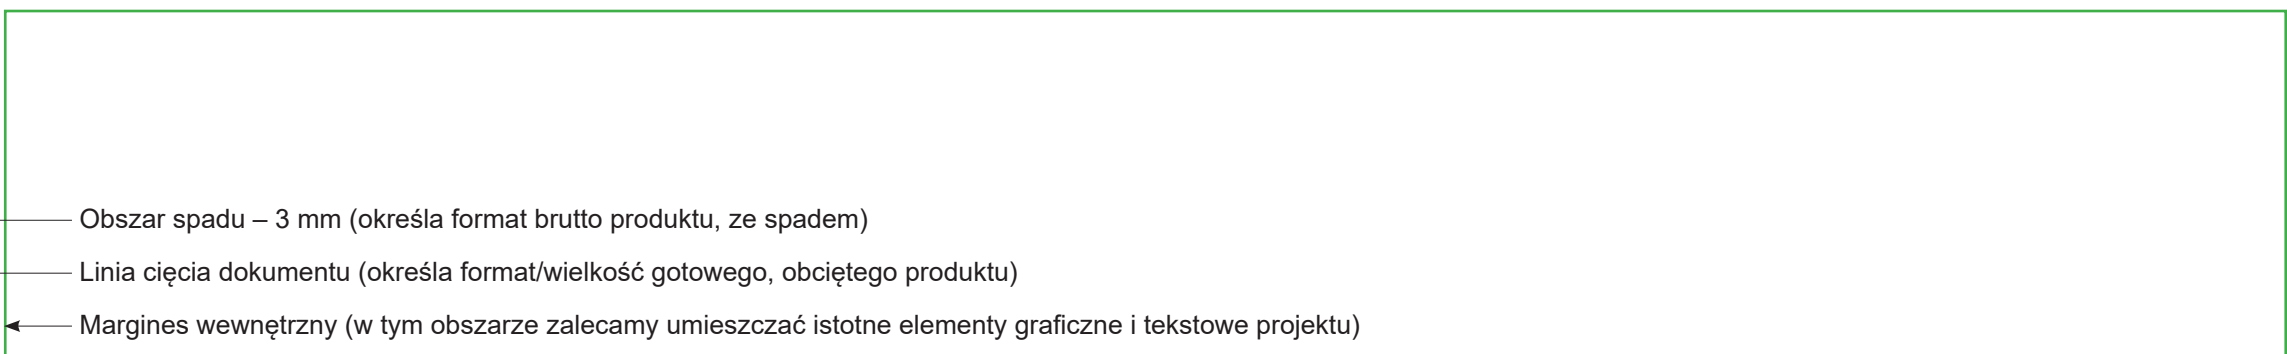 Obszar spadu – 3 mm (określa format brutto produktu, ze spadem)
Linia cięcia dokumentu (określa format/wielkość gotowego, obciętego produktu)
Margines wewnętrzny (w tym obszarze zalecamy umieszczać istotne elementy graficzne i tekstowe projektu)